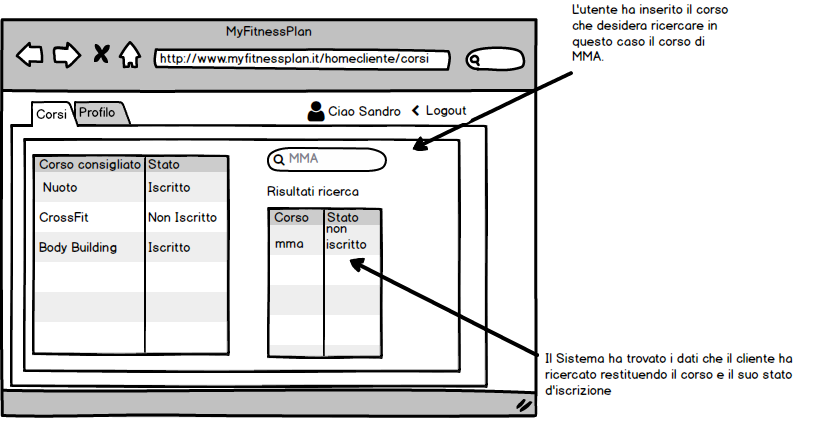 L'utente ha inserito il corso
che desidera ricercare in
questo caso il corso di
MMA.
MyFitnessPlan
http://www.myfitnessplan.it/homecliente/corsi
Corsi
Profilo
Ciao Sandro
Logout
MMA
Corso consigliato Stato
Nuoto Iscritto
CrossFit Non Iscritto
Body Building Iscritto
Risultati ricerca
Corso Stato
mma non
iscritto
Il Sistema ha trovato i dati che il cliente ha
ricercato restituendo il corso e il suo stato
d'iscrizione